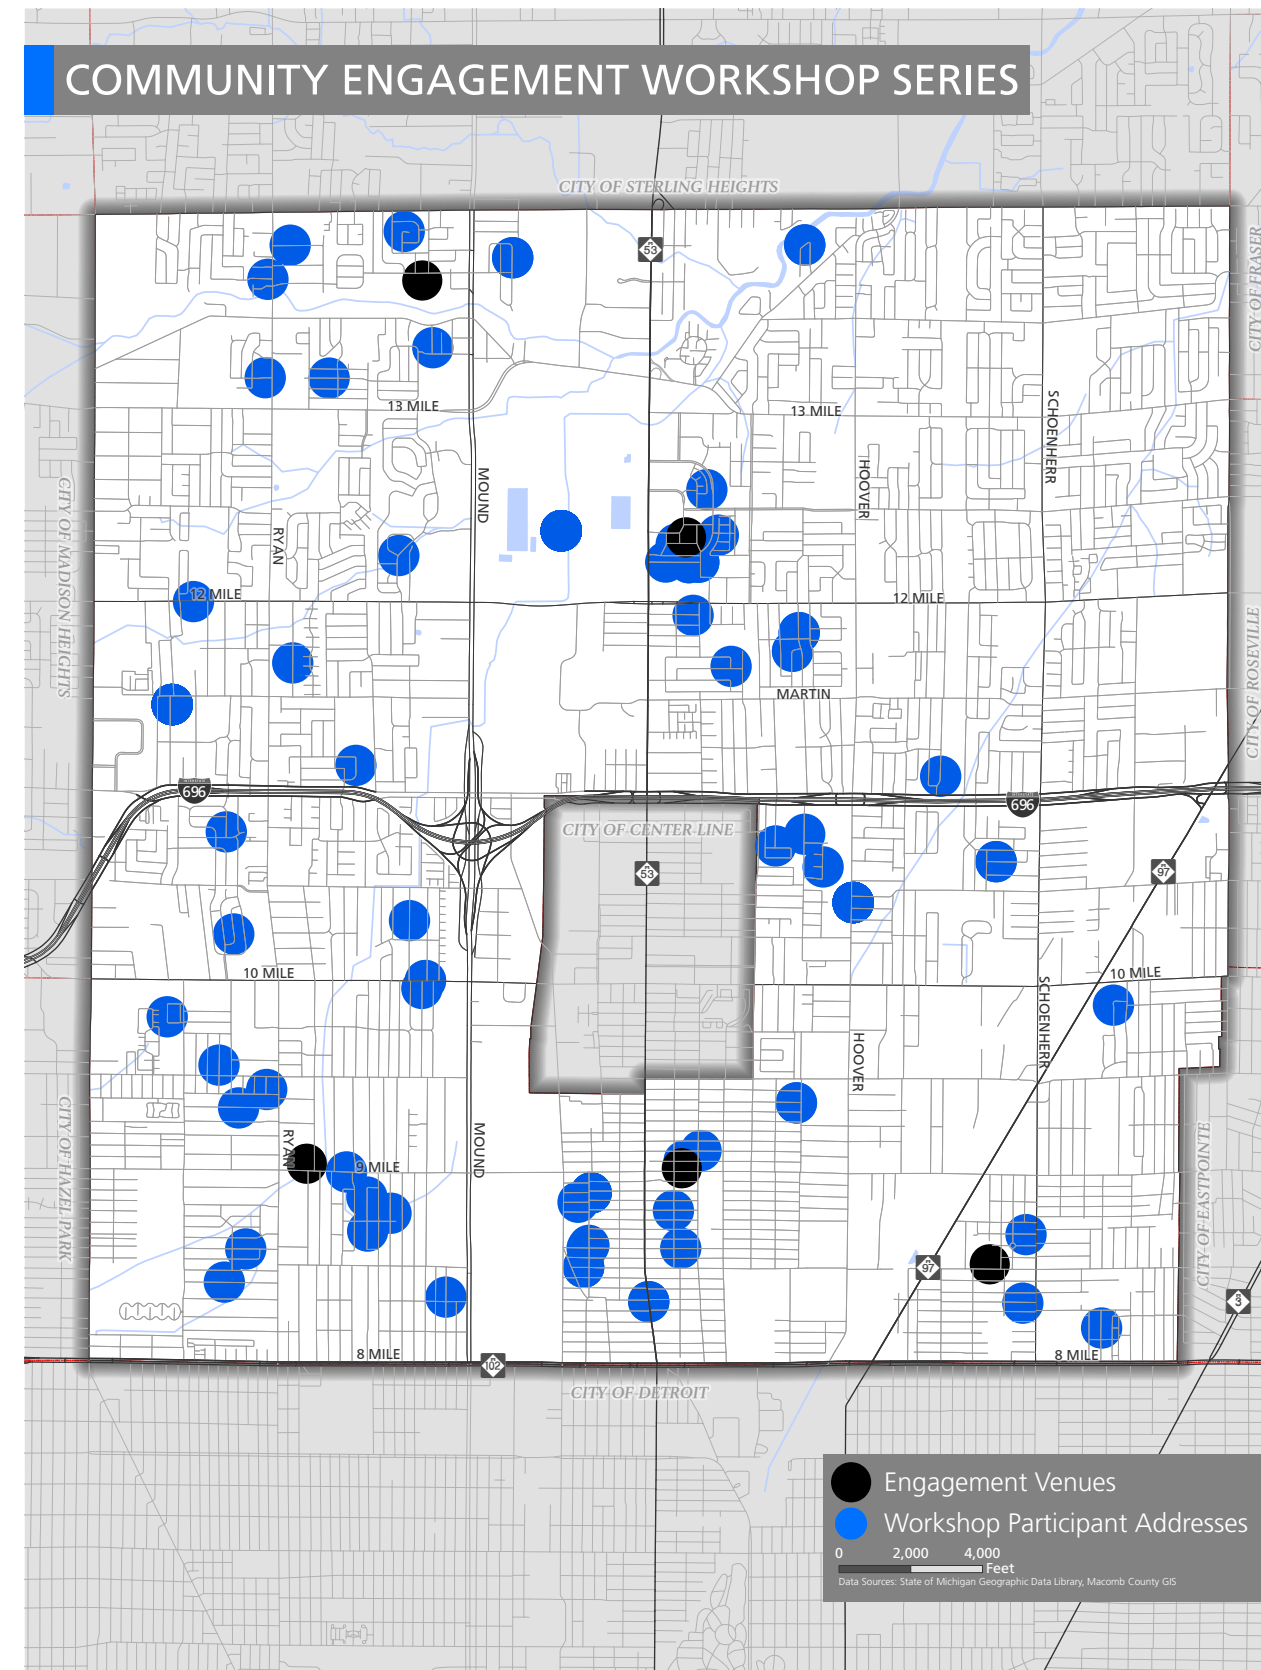 COMMUNITY ENGAGEMENT WORKSHOP SERIES
CITY OF STERLING HEIGHTS
CITY OF FRASER
M
53
13 MILE
13 MILE
SCHOENHERR
HOOVER
MOUND
RYAN
CITY OF MADISON HEIGHTS
12 MILE
12 MILE
CITY OF ROSEVILLE
MARTIN
INTERSTATE
696
INTERSTATE
696
CITY OF CENTER LINE
M
53
M
97
10 MILE
10 MILE
SCHOENHERR
HOOVER
CITY OF HAZEL PARK
RYAN
9 MILE
MOUND
CITY OF EASTPOINTE
M
97
M
3
8 MILE
8 MILE
M
102
CITY OF DETROIT
Engagement Venues
Workshop Participant Addresses
0 2,000 4,000
Feet
Data Sources: State of Michigan Geographic Data Library, Macomb County GIS